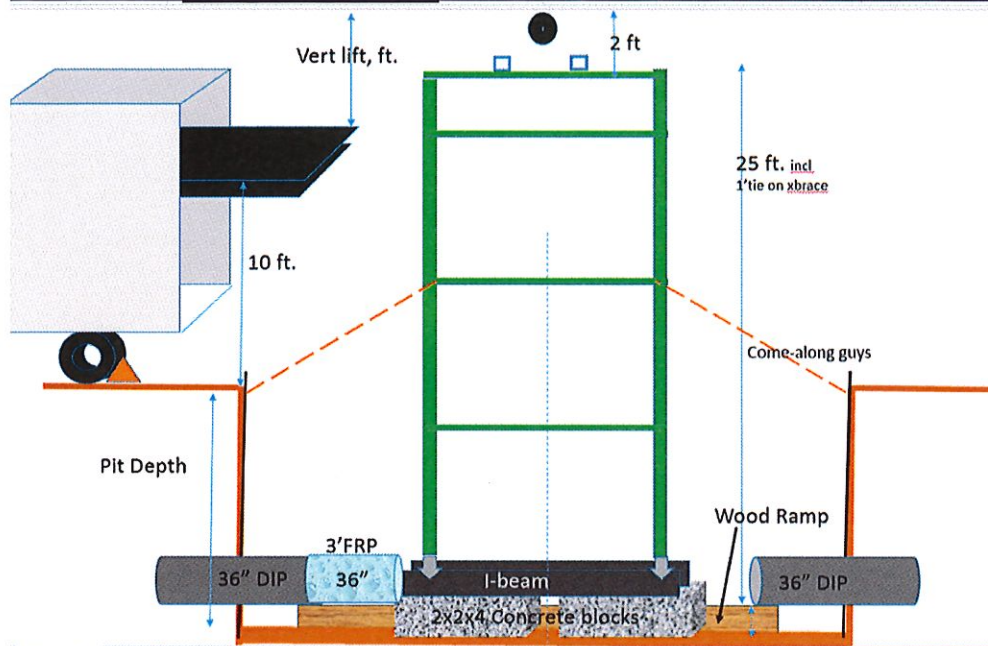 Vert lift, ft.
2 ft
25 ft. incl
1'tie on xbrace
10 ft.
Come-along guys
Pit Depth
Wood Ramp
3'FRP
36" DIP
36"
I-beam
36" DIP
2x2x4 Concrete blocks